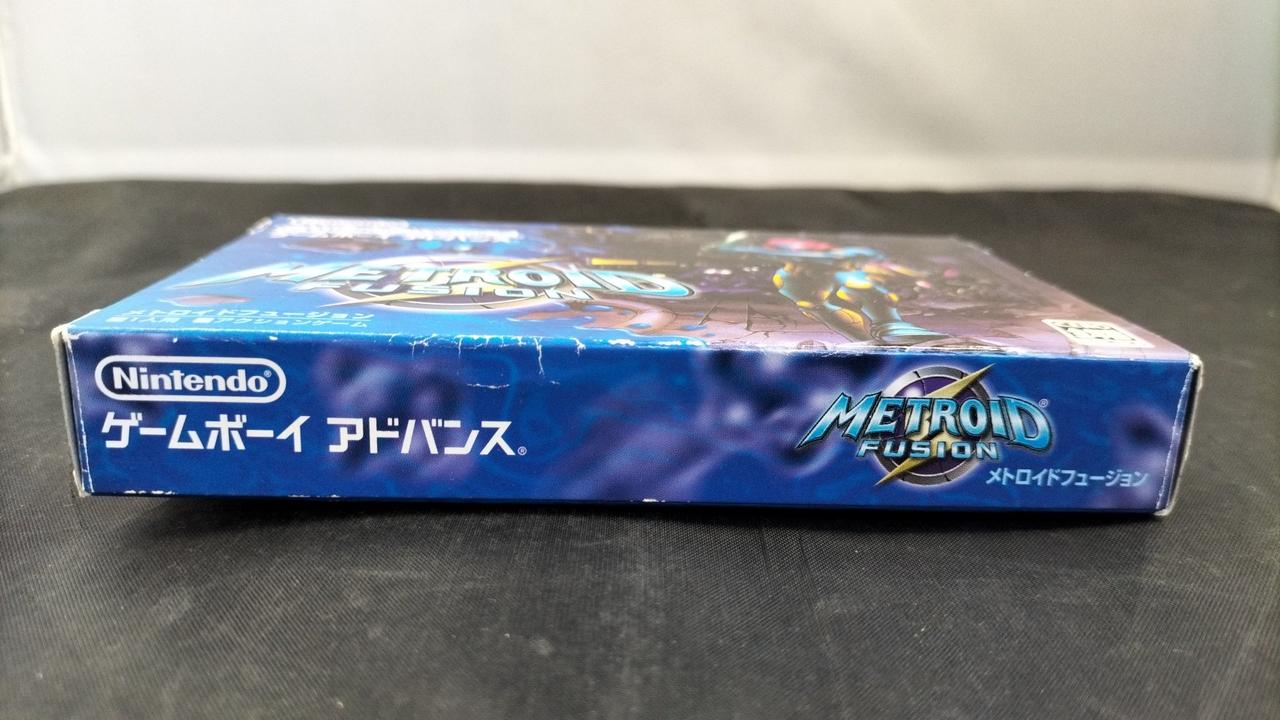 METROID
FUSION
メトロイドフュージョン
Nintendo®
ゲームボーイ アドバンス®
METROID®
FUSION
メトロイドフュージョン